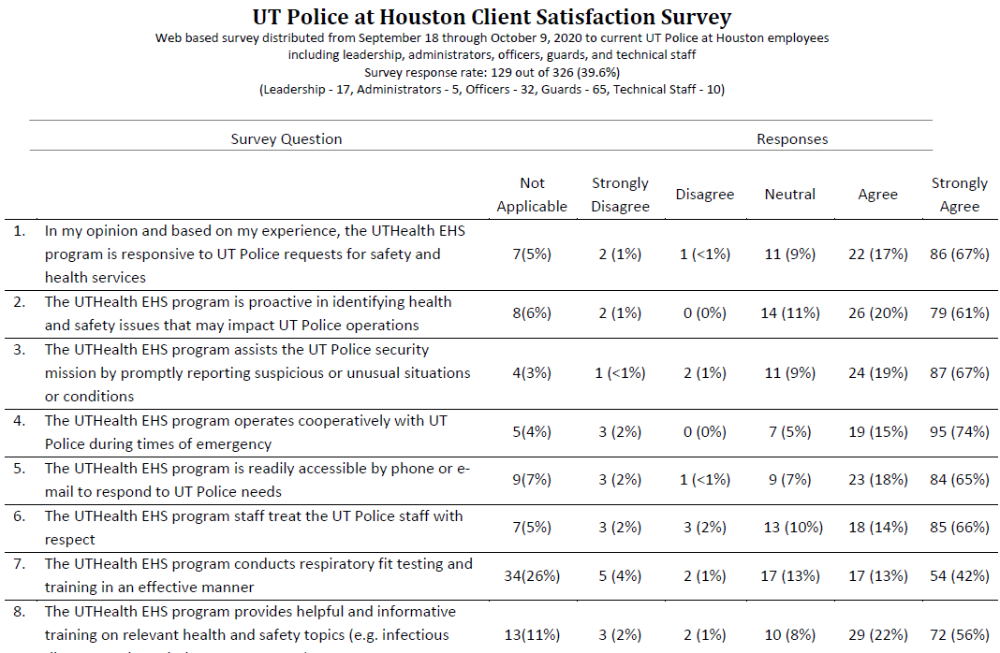 UT Police at Houston Client Satisfaction Survey
Web based survey distributed from September 18 through October 9, 2020 to current UT Police at Houston employees
including leadership, administrators, officers, guards, and technical staff
Survey response rate: 129 out of 326 (39.6%)
(Leadership - 17, Administrators - 5, Officers - 32, Guards - 65, Technical Staff - 10)
Survey Question Responses
Not Applicable Strongly Disagree Disagree Neutral Agree Strongly Agree
1. In my opinion and based on my experience, the UTHealth EHS
program is responsive to UT Police requests for safety and 7(5%) 2 (1%) 1 (<1%) 11 (9%) 22 (17%) 86 (67%)
health services
2. The UTHealth EHS program is proactive in identifying health
and safety issues that may impact UT Police operations 8(6%) 2 (1%) 0 (0%) 14 (11%) 26 (20%) 79 (61%)
3. The UTHealth EHS program assists the UT Police security
mission by promptly reporting suspicious or unusual situations 4(3%) 1 (<1%) 2 (1%) 11 (9%) 24 (19%) 87 (67%)
or conditions
4. The UTHealth EHS program operates cooperatively with UT
Police during times of emergency 5(4%) 3 (2%) 0 (0%) 7 (5%) 19 (15%) 95 (74%)
5. The UTHealth EHS program is readily accessible by phone or e-
mail to respond to UT Police needs 9(7%) 3 (2%) 1 (<1%) 9 (7%) 23 (18%) 84 (65%)
6. The UTHealth EHS program staff treat the UT Police staff with
respect 7(5%) 3 (2%) 3 (2%) 13 (10%) 18 (14%) 85 (66%)
7. The UTHealth EHS program conducts respiratory fit testing and
training in an effective manner 34(26%) 5 (4%) 2 (1%) 17 (13%) 17 (13%) 54 (42%)
8. The UTHealth EHS program provides helpful and informative
training on relevant health and safety topics (e.g. infectious 13(11%) 3 (2%) 2 (1%) 10 (8%) 29 (22%) 72 (56%)